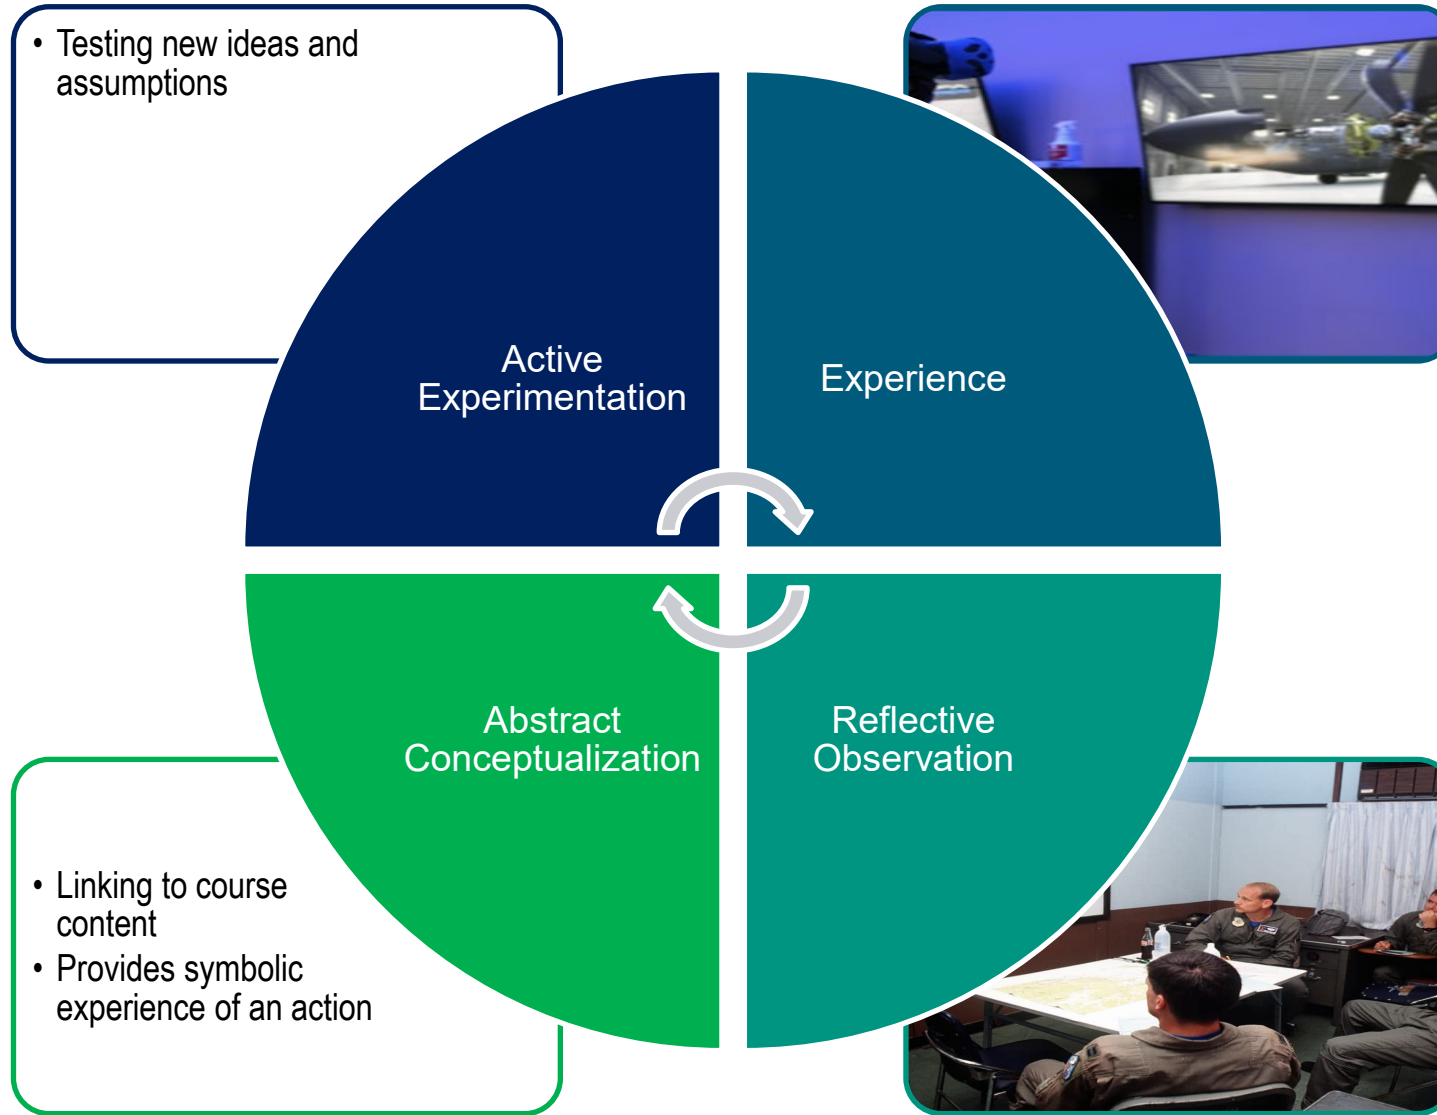 • Testing new ideas and
assumptions
Active
Experimentation
Experience
Abstract
Conceptualization
Reflective
Observation
• Linking to course
content
• Provides symbolic
experience of an action